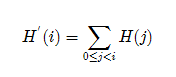 H'(i) = ∑_{0≤j<i} H(j)